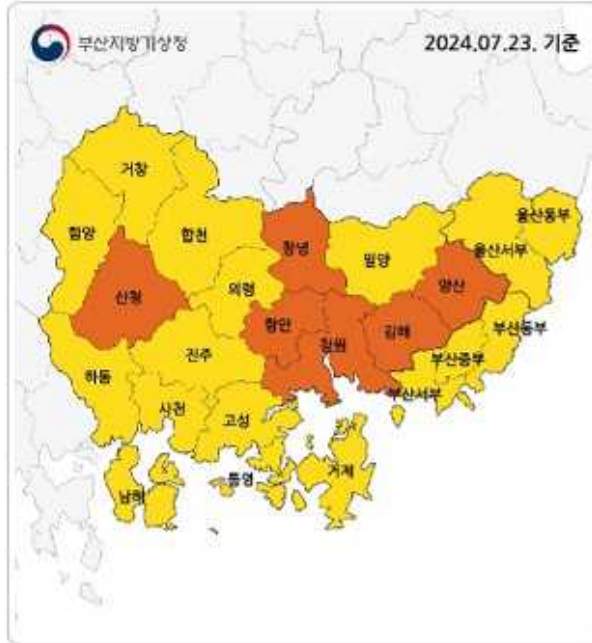 부산지방기상청
2024.07.23. 기준
거창
함양
합천
창녕
밀양
울산동부
울산서부
산청
의령
양산
함안
창원
김해
부산동부
진주
부산중부
하동
사천
고성
부산서부
남해
통영
거제